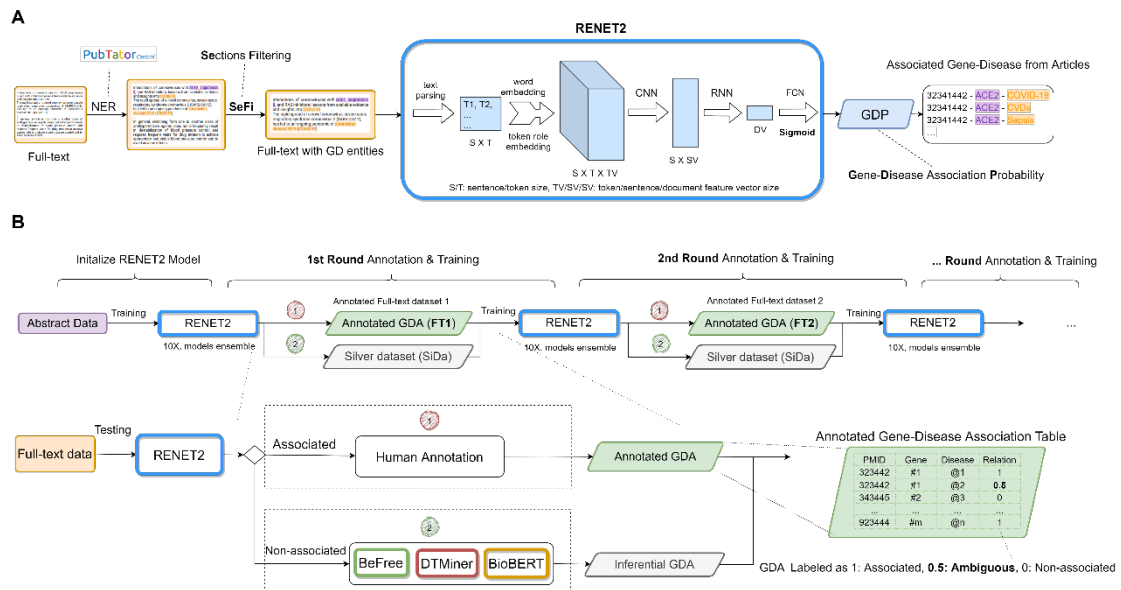 A
RENET2
PubTator Central
Sections Filtering
NER
SeFi
Full-text
Full-text with GD entities
text
parsing
T1, T2,
...
...
S X T
word
embedding
token role
embedding
S X T X TV
CNN
S X SV
RNN
DV
FCN
Sigmoid
S/T: sentence/token size, TV/SV/SV: token/sentence/document feature vector size
GDP
Gene-Disease Association Probability
Associated Gene-Disease from Articles
32341442 - ACE2 - COVID-19
32341442 - ACE2 - CVDs
32341442 - ACE2 - Sepsis
...
B
Initalize RENET2 Model
1st Round Annotation & Training
2nd Round Annotation & Training
... Round Annotation & Training
Abstract Data
Training
RENET2
10X, models ensemble
1
2
Annotated Full-text dataset 1
Annotated GDA (FT1)
Silver dataset (SiDa)
Training
RENET2
10X, models ensemble
1
2
Annotated Full-text dataset 2
Annotated GDA (FT2)
Silver dataset (SiDa)
Training
RENET2
10X, models ensemble
...
Full-text data
Testing
RENET2
Associated
1
Human Annotation
Annotated GDA
Non-associated
2
BeFree
DTMiner
BioBERT
Inferential GDA
Annotated Gene-Disease Association Table
PMID Gene Disease Relation
323442 #1 @1 1
323442 #1 @2 0.5
343445 #2 @3 0
... ... ... ...
923444 #m @n 1
GDA Labeled as 1: Associated, 0.5: Ambiguous, 0: Non-associated